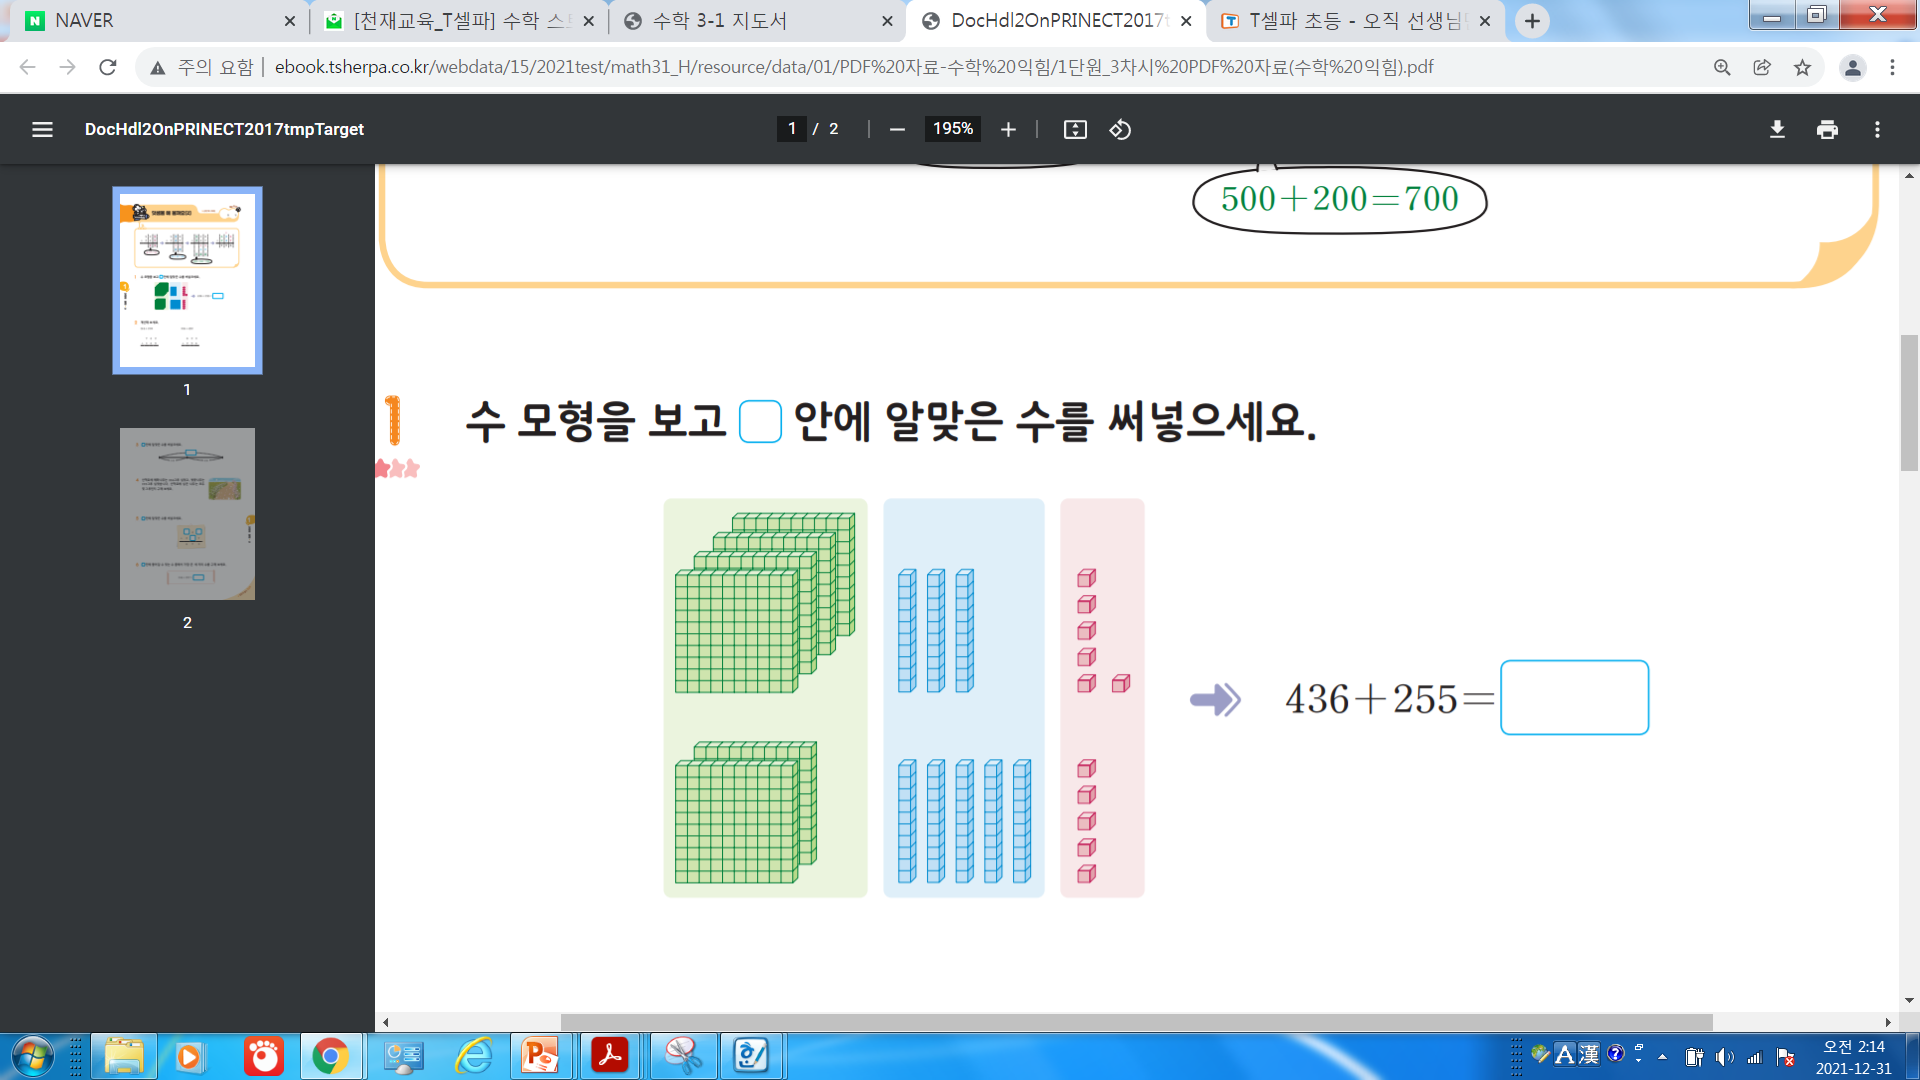 NAVER
[천재교육_T셀파] 수학 스
수학 3-1 지도서
DocHdl2OnPRINECT2017t
T셀파 초등 - 오직 선생님
주의 요함
ebook.tsherpa.co.kr/webdata/15/2021test/math31_H/resource/data/01/PDF%20자료-수학%20익힘/1단원_3차시%20PDF%20자료(수학%20익힘).pdf
DocHdl2OnPRINECT2017tmpTarget
1 / 2
195%
500+200=700
1
수 모형을 보고 안에 알맞은 수를 써넣으세요.
436+255=
1
2
A 漢
오전 2:14
2021-12-31